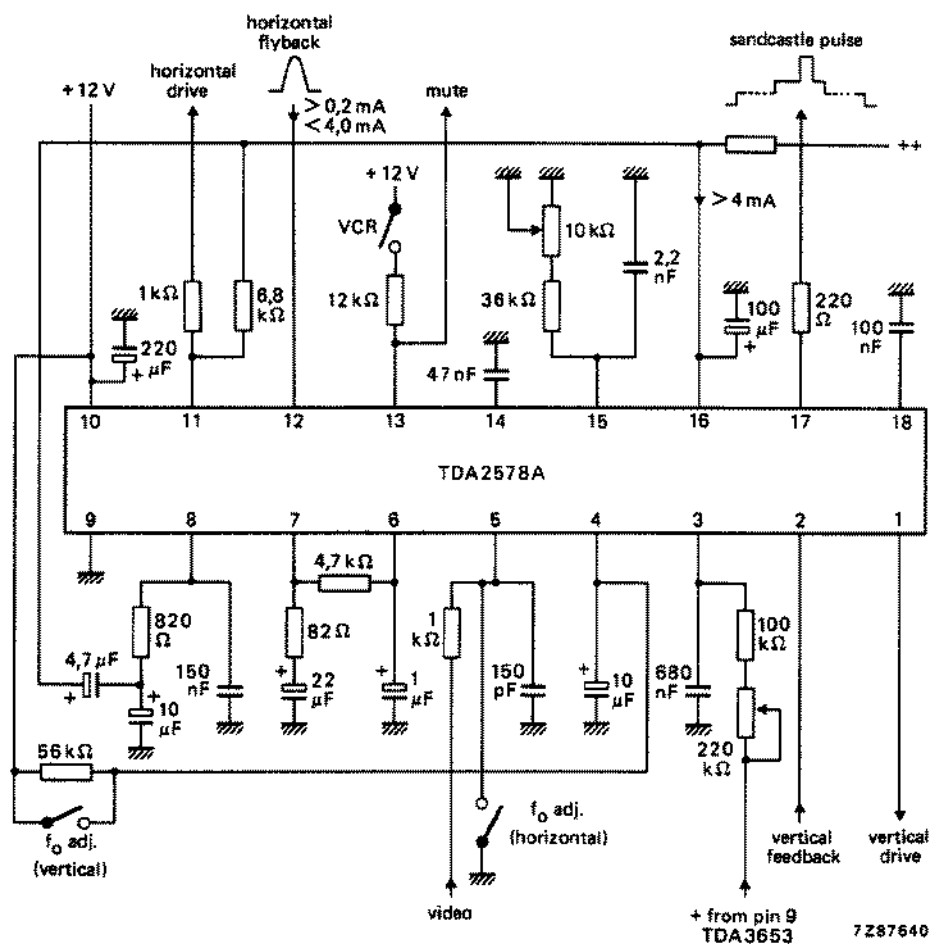 horizontal
flyback
sandcastle pulse
horizontal
drive
+12 V
mute
> 0,2 mA
< 4,0 mA
++
+12 V
> 4 mA
VCR
10 kΩ
2,2
nF
1 kΩ
6,8
kΩ
12 kΩ
36 kΩ
100
µF
+
220
Ω
100
nF
220
µF
+
47 nF
10
11
12
13
14
15
16
17
18
TDA2578A
9
8
7
6
5
4
3
2
1
4,7 kΩ
820
Ω
82 Ω
1
kΩ
100
kΩ
4,7 µF
+
+
10
µF
150
nF
+
22
µF
+
1
µF
150
pF
+
10
µF
680
nF
220
kΩ
56 kΩ
fo adj.
(vertical)
fo adj.
(horizontal)
vertical
feedback
vertical
drive
video
+ from pin 9
TDA3653
7Z87640